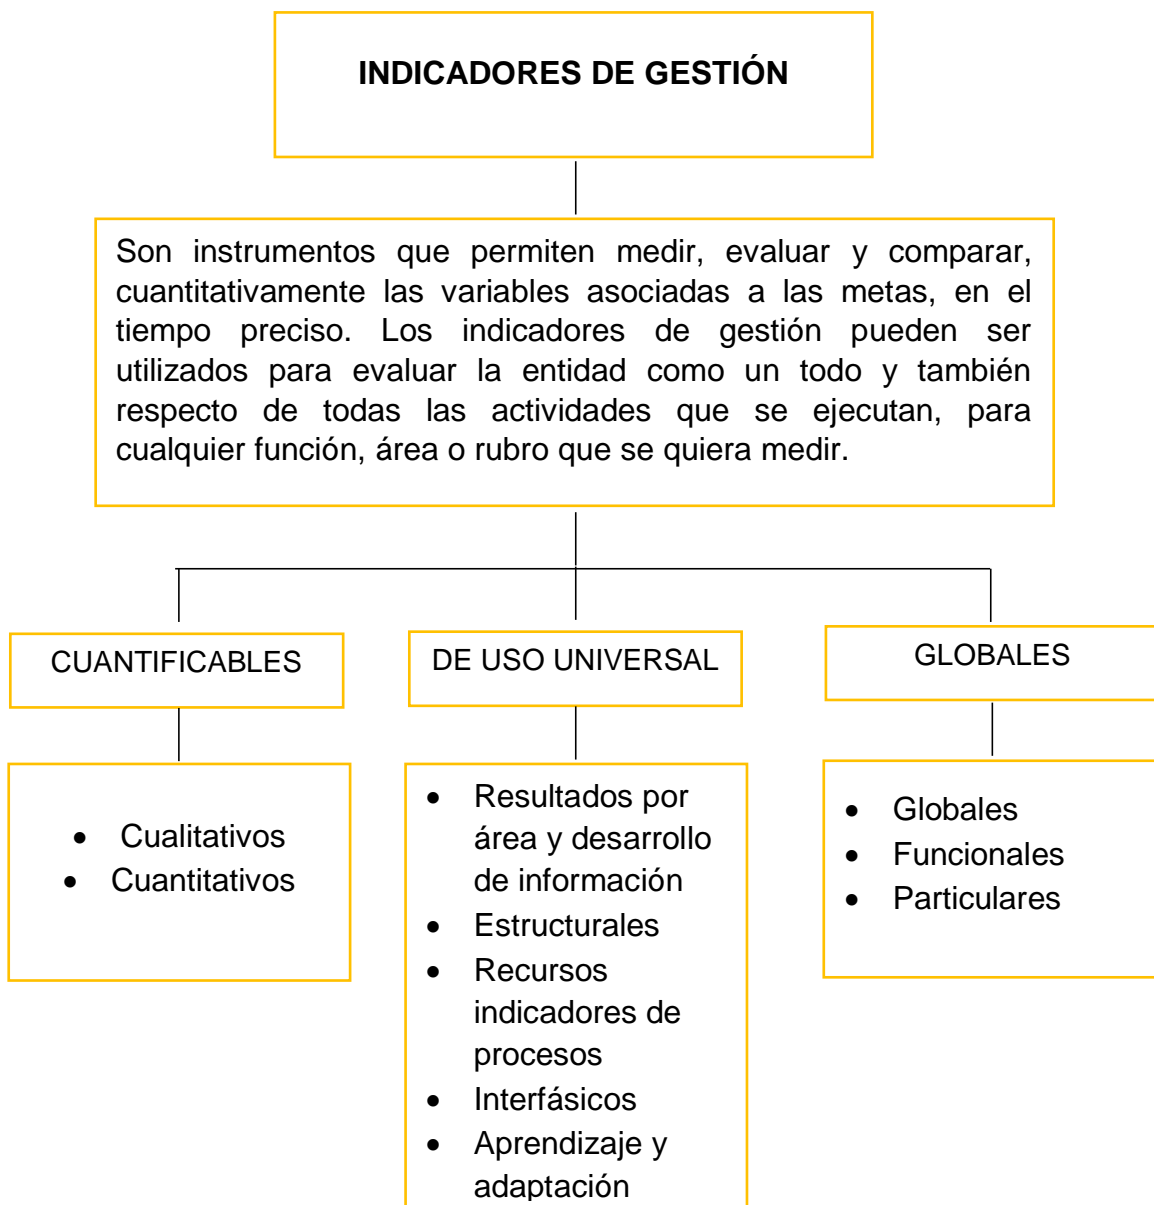 INDICADORES DE GESTIÓN
Son instrumentos que permiten medir, evaluar y comparar,
cuantitativamente las variables asociadas a las metas, en el
tiempo preciso. Los indicadores de gestión pueden ser
utilizados para evaluar la entidad como un todo y también
respecto de todas las actividades que se ejecutan, para
cualquier función, área o rubro que se quiera medir.
CUANTIFICABLES
• Cualitativos
• Cuantitativos
DE USO UNIVERSAL
• Resultados por
área y desarrollo
de información
• Estructurales
• Recursos
indicadores de
procesos
• Interfásicos
• Aprendizaje y
adaptación
GLOBALES
• Globales
• Funcionales
• Particulares